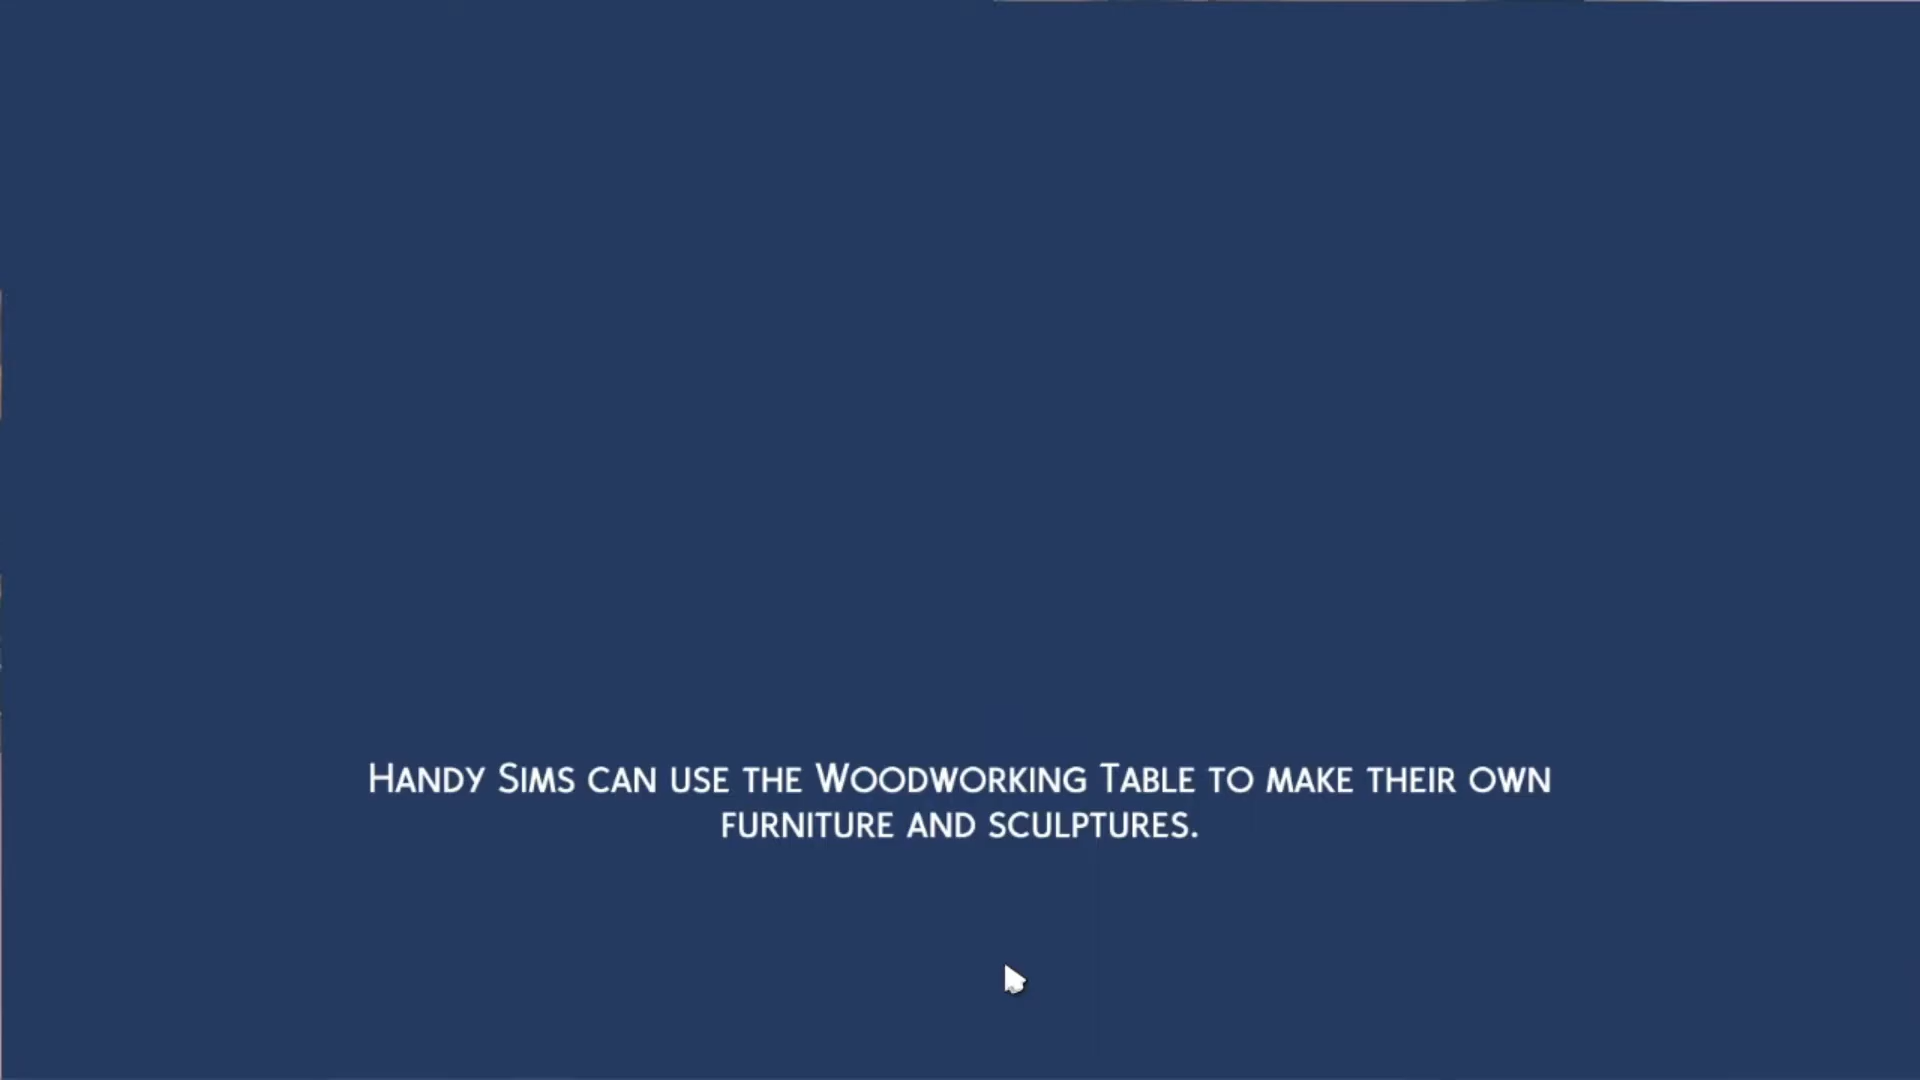 Handy Sims can use the Woodworking Table to make their own
furniture and sculptures.